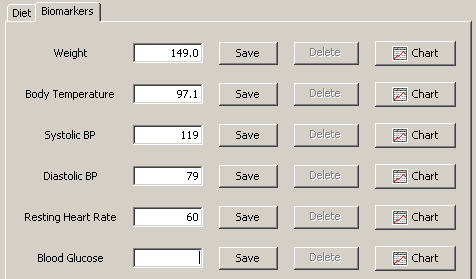 Diet Biomarkers
Weight 149.0 Save Delete Chart
Body Temperature 97.1 Save Delete Chart
Systolic BP 119 Save Delete Chart
Diastolic BP 79 Save Delete Chart
Resting Heart Rate 60 Save Delete Chart
Blood Glucose Save Delete Chart